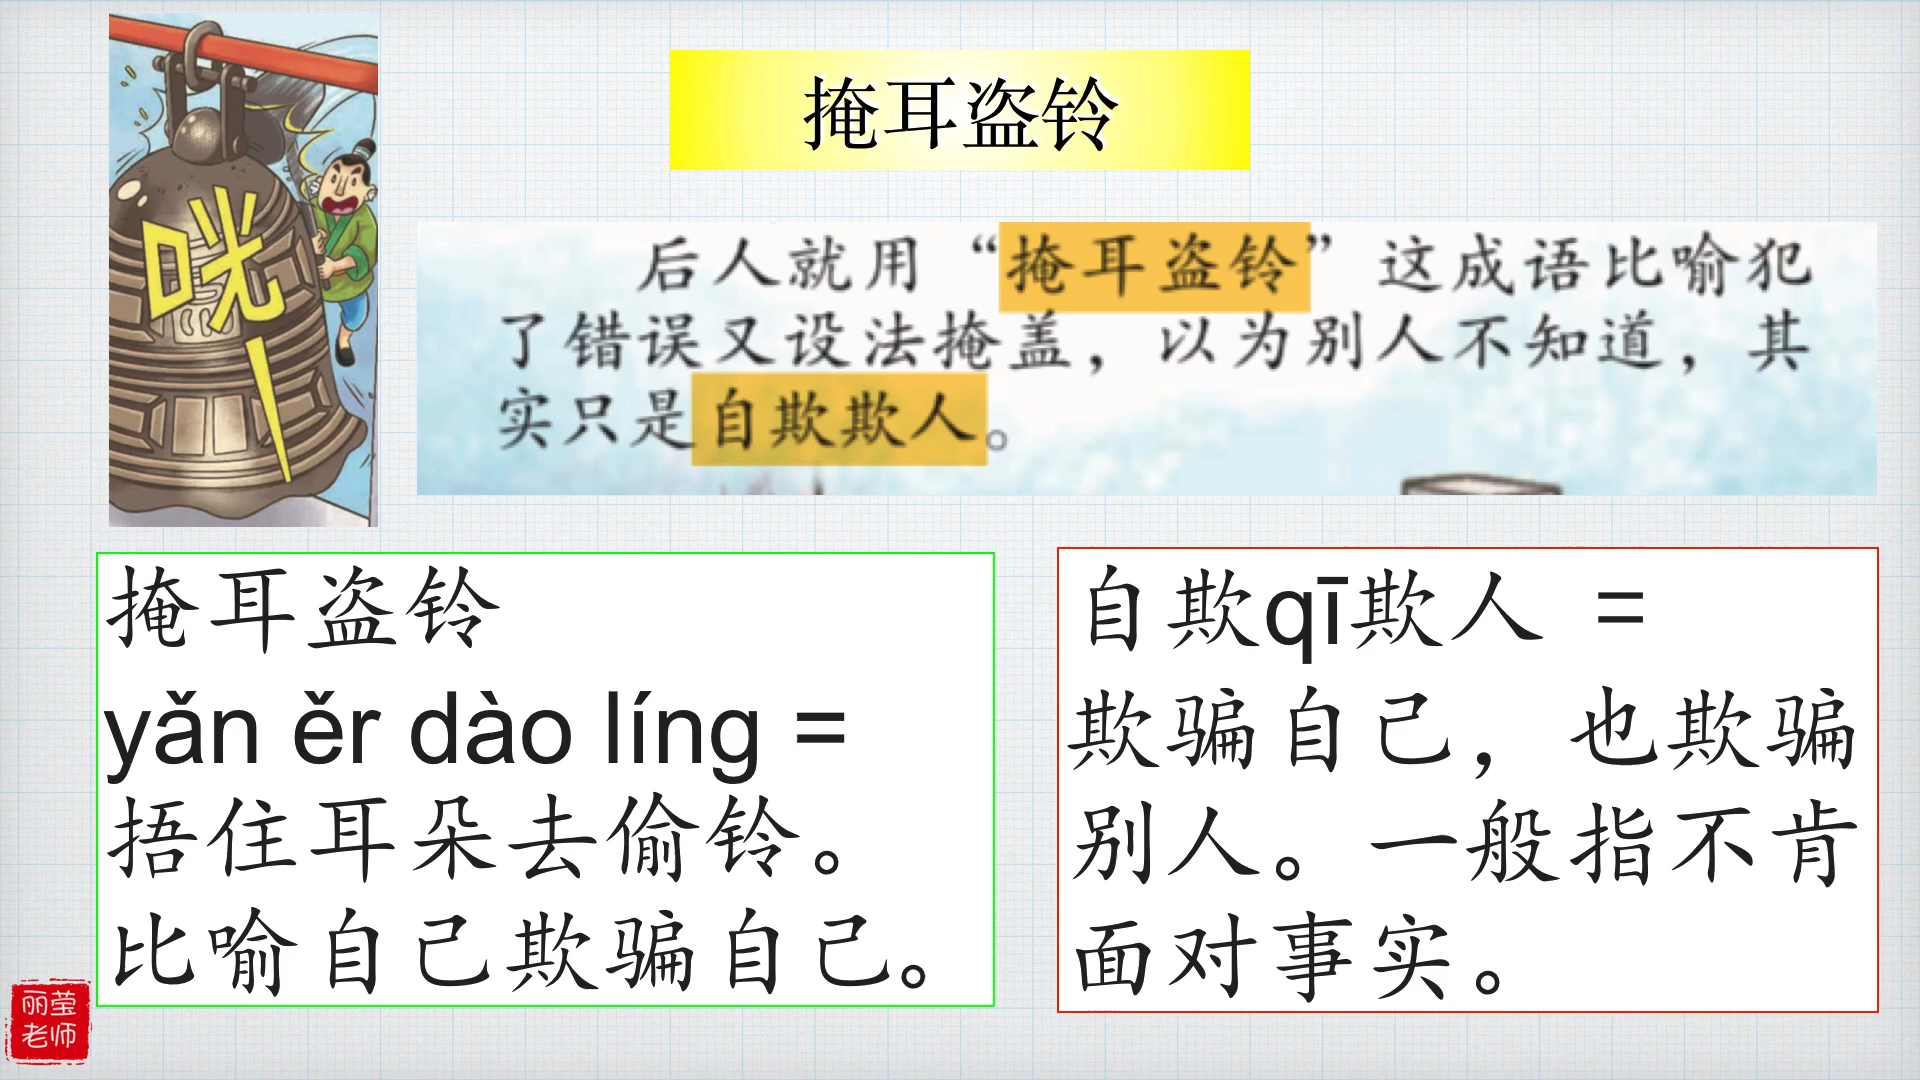 掩耳盗铃
咣!
后人就用“掩耳盗铃”这成语比喻犯
了错误又设法掩盖，以为别人不知道，其
实只是自欺欺人。
掩耳盗铃
yǎn ěr dào líng =
捂住耳朵去偷铃。
比喻自己欺骗自己。
自欺qī欺人 =
欺骗自己，也欺骗
别人。一般指不肯
面对事实。
丽莹
老师